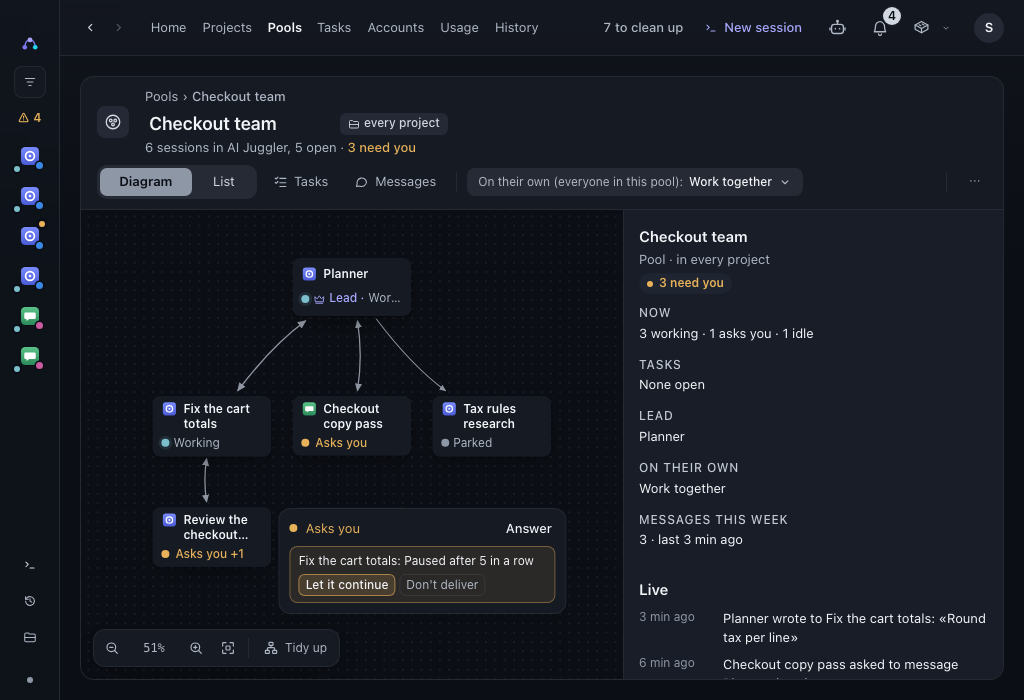 Home Projects Pools Tasks Accounts Usage History 7 to clean up New session 4 S
4
Pools › Checkout team
Checkout team every project
6 sessions in AI Juggler, 5 open · 3 need you
Diagram List Tasks Messages On their own (everyone in this pool): Work together ...
Planner
Lead · Wor...
Fix the cart totals
Working
Checkout copy pass
Asks you
Tax rules research
Parked
Review the checkout...
Asks you +1
Asks you Answer
Fix the cart totals: Paused after 5 in a row
Let it continue Don't deliver
51% Tidy up
Checkout team
Pool · in every project
3 need you
NOW
3 working · 1 asks you · 1 idle
TASKS
None open
LEAD
Planner
ON THEIR OWN
Work together
MESSAGES THIS WEEK
3 · last 3 min ago
Live
3 min ago Planner wrote to Fix the cart totals: «Round
tax per line»
6 min ago Checkout copy pass asked to message